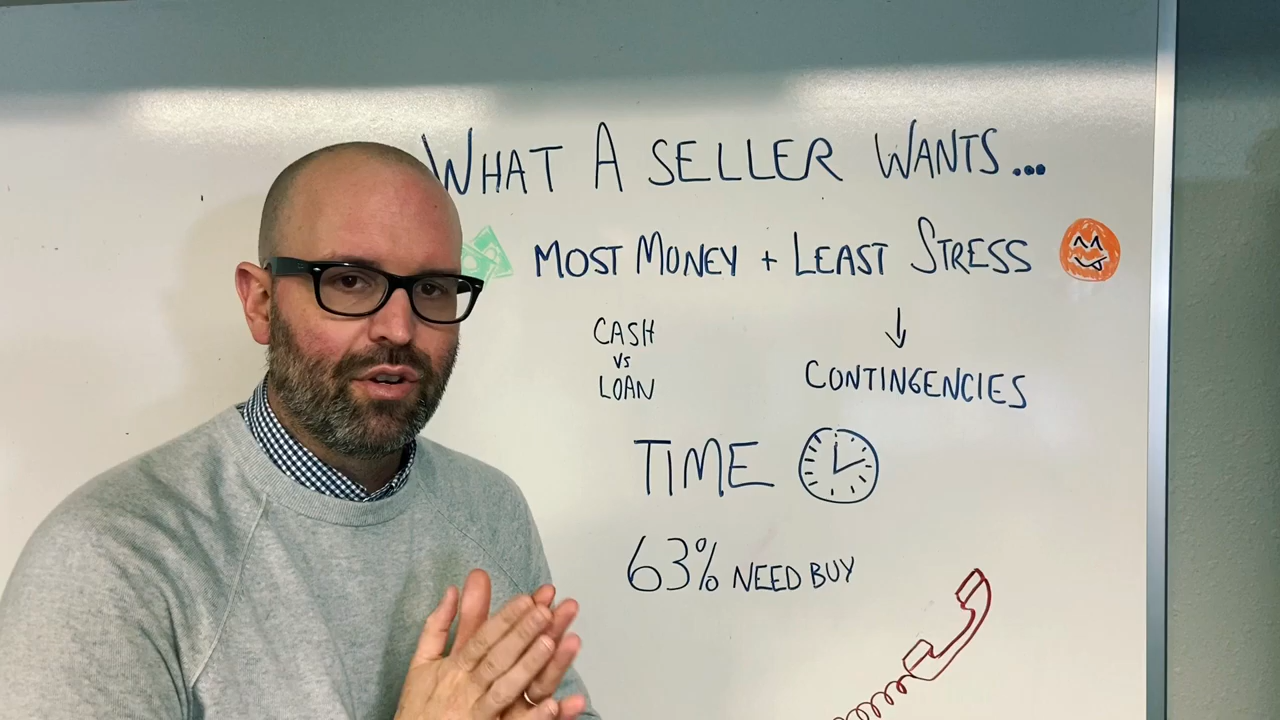 WHAT A SELLER WANTS...
MOST MONEY + LEAST STRESS
CASH
VS
LOAN
CONTINGENCIES
TIME
63% NEED BUY